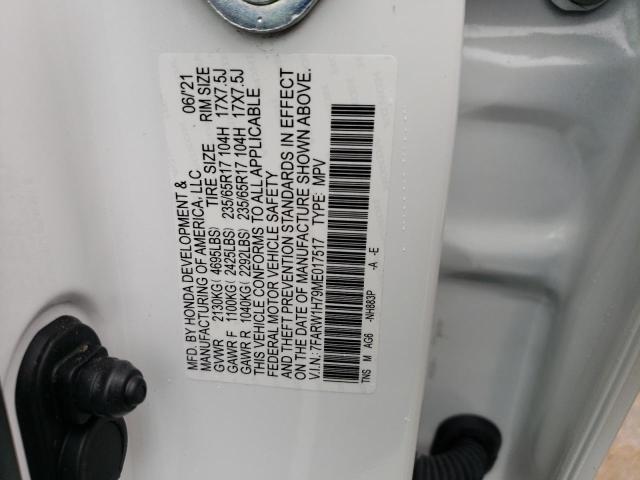 MFD. BY HONDA DEVELOPMENT & 06/'21
MANUFACTURING OF AMERICA, LLC
TIRE SIZE RIM SIZE
GVWR 2130KG( 4695LBS)
GAWR F 1100KG( 2425LBS) 235/65R17 104H 17X7.5J
GAWR R 1040KG( 2292LBS) 235/65R17 104H 17X7.5J
THIS VEHICLE CONFORMS TO ALL APPLICABLE
FEDERAL MOTOR VEHICLE SAFETY
AND THEFT PREVENTION STANDARDS IN EFFECT
ON THE DATE OF MANUFACTURE SHOWN ABOVE.
V.I.N.: 7FARW1H79ME017517 TYPE: MPV
TNS M AG6 -NH883P -A -E